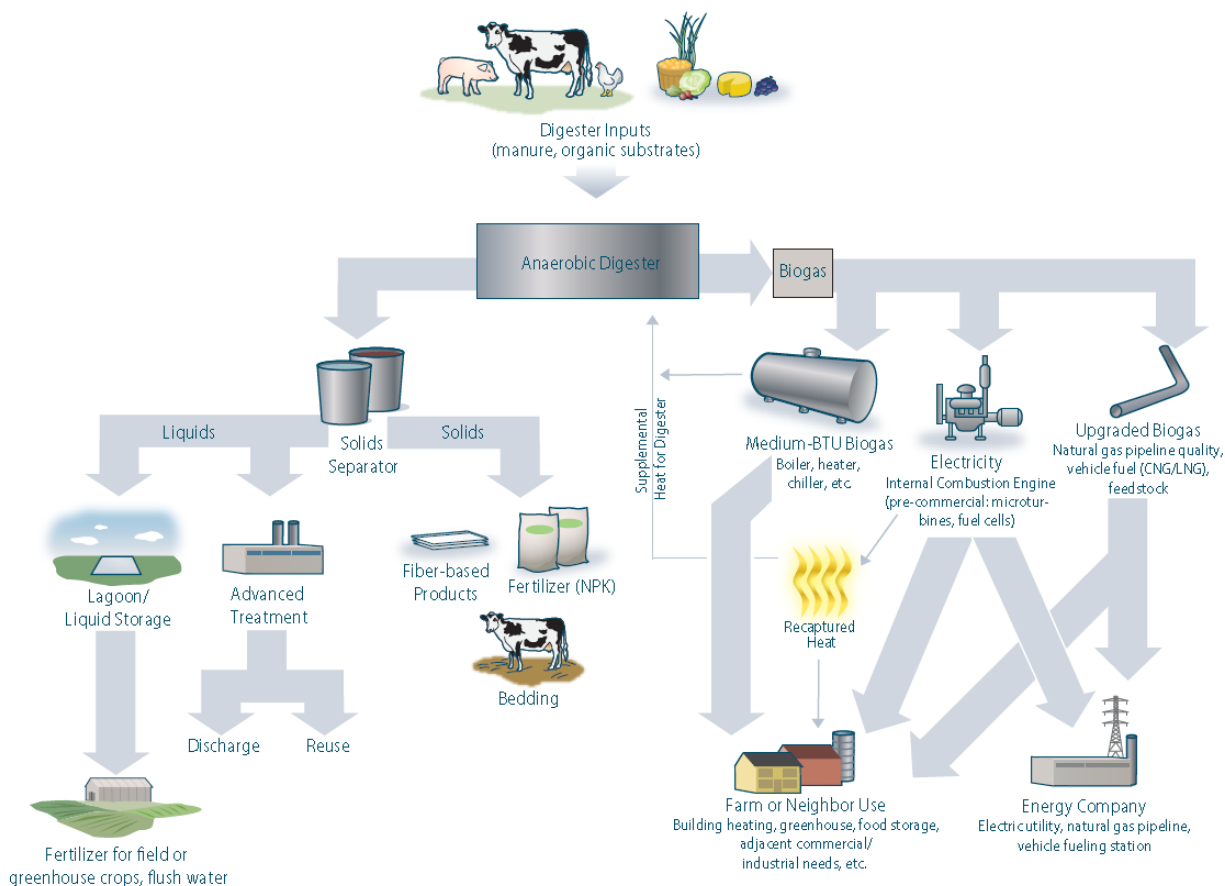 Digester Inputs
(manure, organic substrates)
Anaerobic Digester
Biogas
Liquids
Solids
Separator
Solids
Supplemental
Heat for Digester
Medium-BTU Biogas
Boiler, heater,
chiller, etc.
Electricity
Internal Combustion Engine
(pre-commercial: microtur-
bines, fuel cells)
Upgraded Biogas
Natural gas pipeline quality,
vehicle fuel (CNG/LNG),
feedstock
Lagoon/
Liquid Storage
Advanced
Treatment
Fiber-based
Products
Fertilizer (NPK)
Bedding
Recaptured
Heat
Discharge
Reuse
Fertilizer for field or
greenhouse crops, flush water
Farm or Neighbor Use
Building heating, greenhouse, food storage,
adjacent commercial/
industrial needs, etc.
Energy Company
Electric utility, natural gas pipeline,
vehicle fueling station